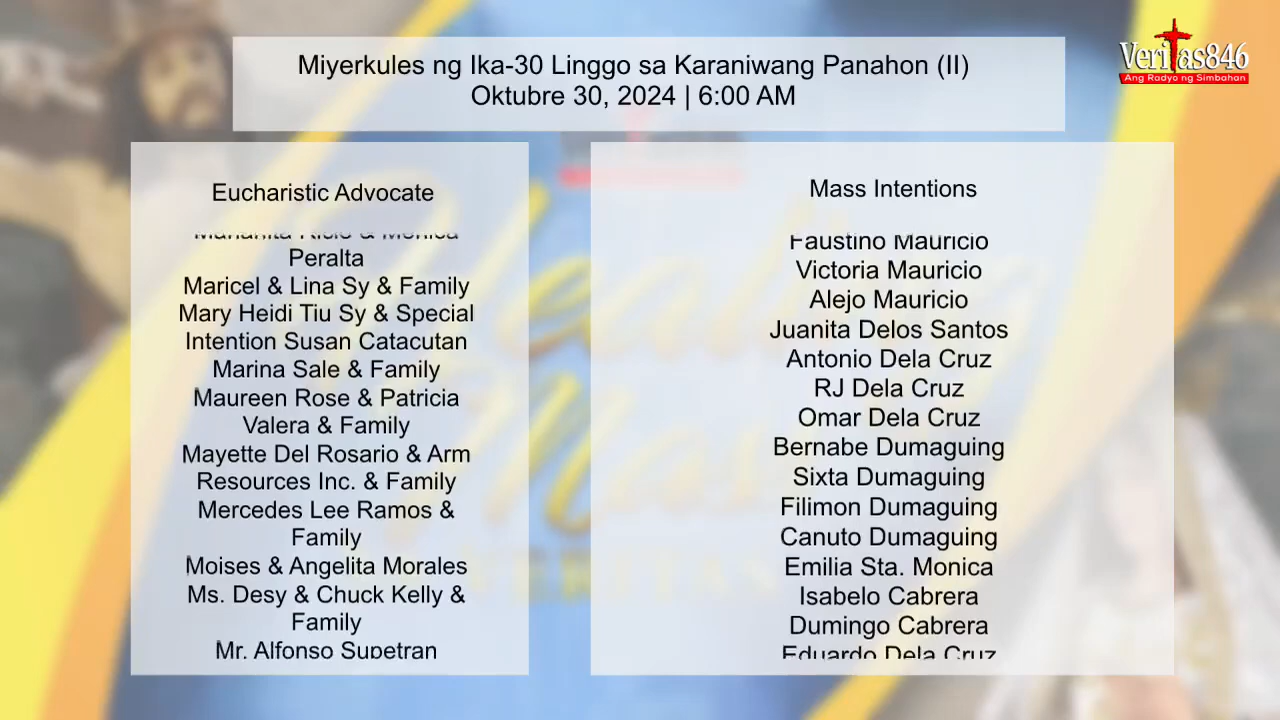 Miyerkules ng Ika-30 Linggo sa Karaniwang Panahon (II)
Oktubre 30, 2024 | 6:00 AM
Veritas846
Ang Radyo ng Simbahan
Eucharistic Advocate
Peralta
Maricel & Lina Sy & Family
Mary Heidi Tiu Sy & Special
Intention Susan Catacutan
Marina Sale & Family
Maureen Rose & Patricia
Valera & Family
Mayette Del Rosario & Arm
Resources Inc. & Family
Mercedes Lee Ramos &
Family
Moises & Angelita Morales
Ms. Desy & Chuck Kelly &
Family
Mr. Alfonso Supetran
Mass Intentions
Faustino Mauricio
Victoria Mauricio
Alejo Mauricio
Juanita Delos Santos
Antonio Dela Cruz
RJ Dela Cruz
Omar Dela Cruz
Bernabe Dumaguing
Sixta Dumaguing
Filimon Dumaguing
Canuto Dumaguing
Emilia Sta. Monica
Isabelo Cabrera
Dumingo Cabrera
Eduardo Dela Cruz
Healing
Mass
VERITAS